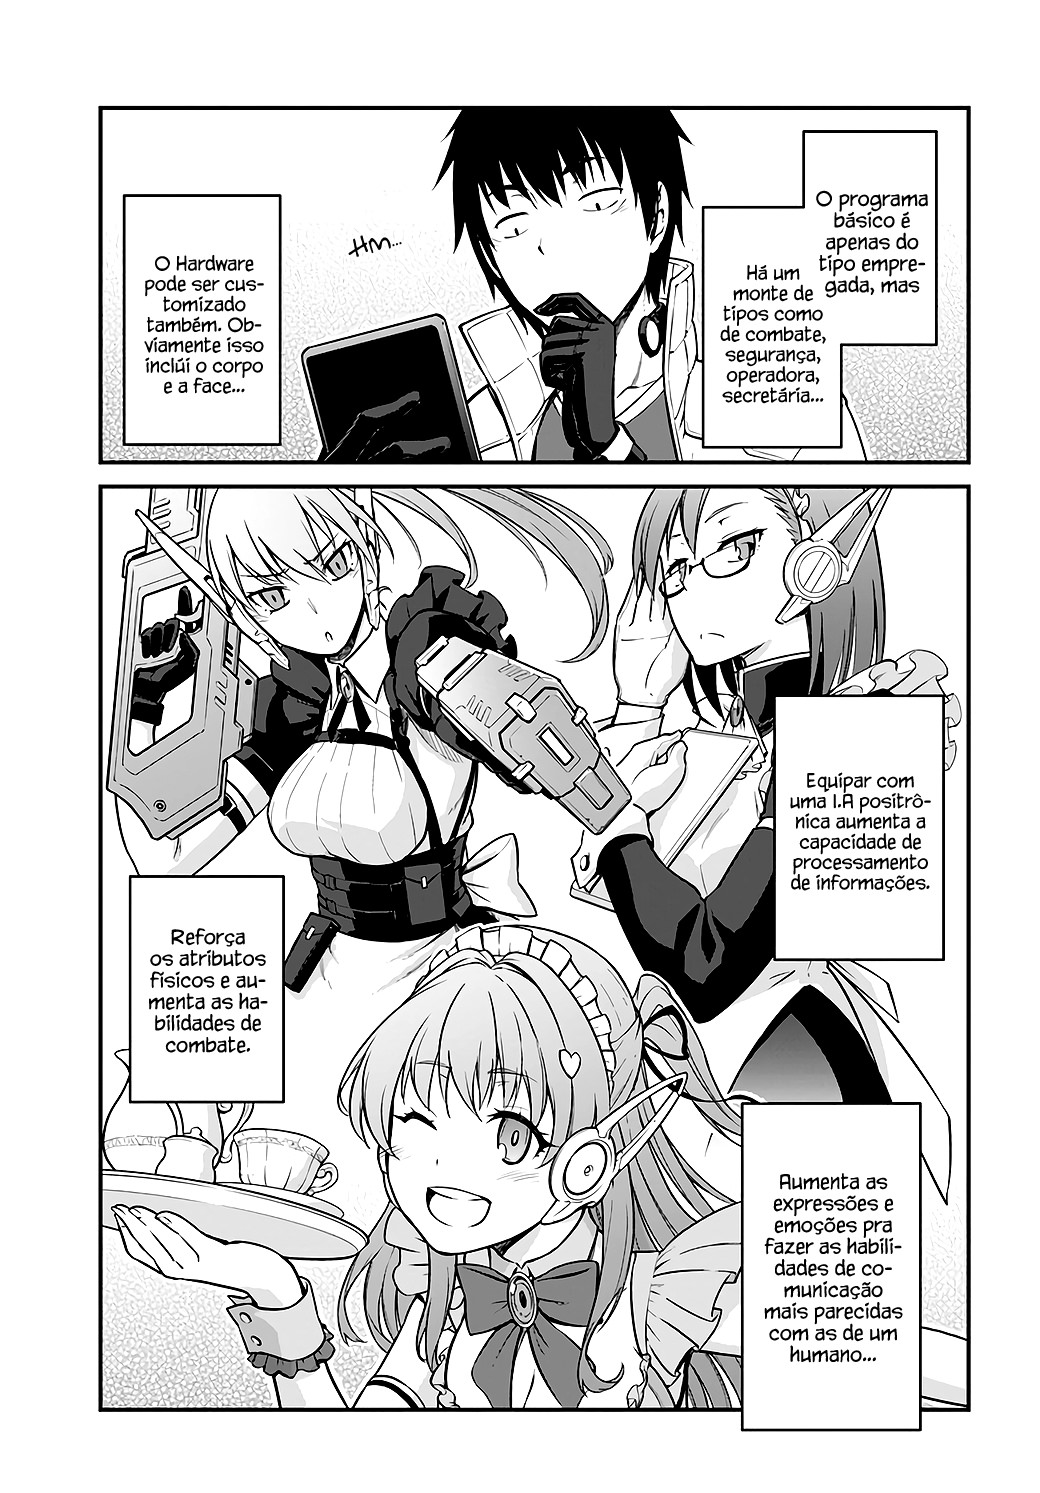 O programa
básico é
apenas do
tipo empre-
gada, mas
Há um
monte de
tipos como
de combate,
segurança,
operadora,
secretária...
HM...
O Hardware
pode ser cus-
tomizado
também. Ob-
viamente isso
inclúi o corpo
e a face...
Equipar com
uma I.A positrô-
nica aumenta a
capacidade de
processamento
de informações.
Reforça
os atributos
físicos e au-
menta as ha-
bilidades de
combate.
Aumenta as
expressões e
emoções pra
fazer as habili-
dades de co-
municação
mais parecidas
com as de um
humano...